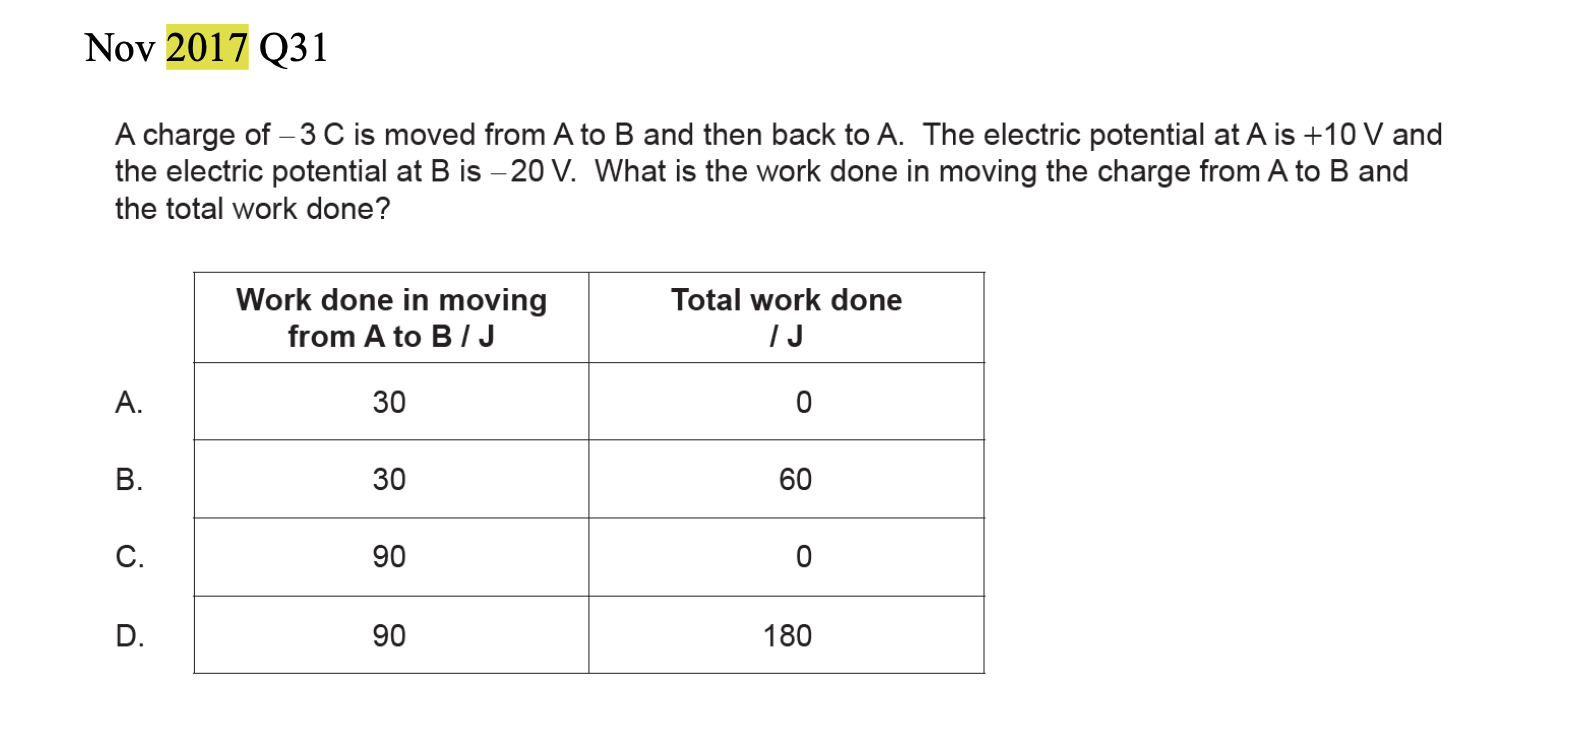 Nov 2017 Q31
A charge of –3 C is moved from A to B and then back to A. The electric potential at A is +10 V and
the electric potential at B is –20 V. What is the work done in moving the charge from A to B and
the total work done?
Work done in moving
from A to B / J
Total work done
/ J
A. 30 0
B. 30 60
C. 90 0
D. 90 180